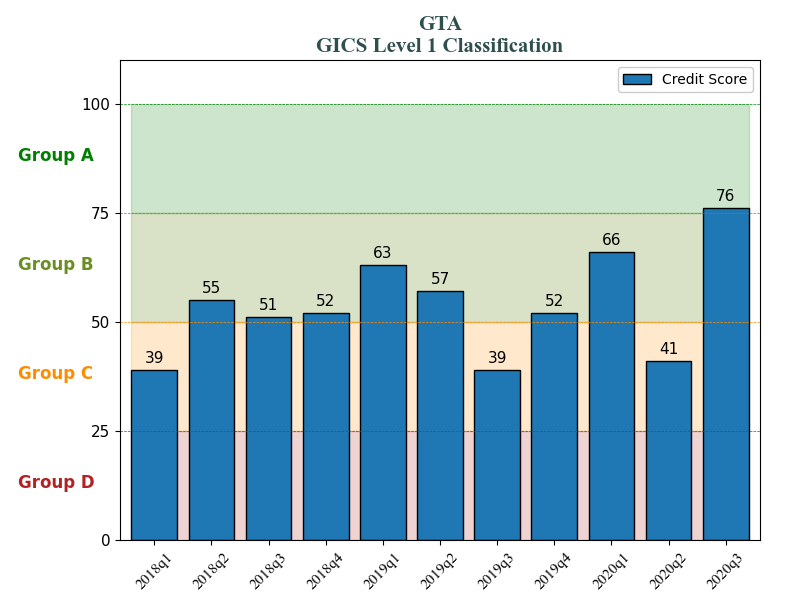 GTA
GICS Level 1 Classification
Credit Score
100
Group A
76
75
66
63
Group B
57
55
52
52
51
50
41
39
39
Group C
25
Group D
0
2018q1
2018q2
2018q3
2018q4
2019q1
2019q2
2019q3
2019q4
2020q1
2020q2
2020q3